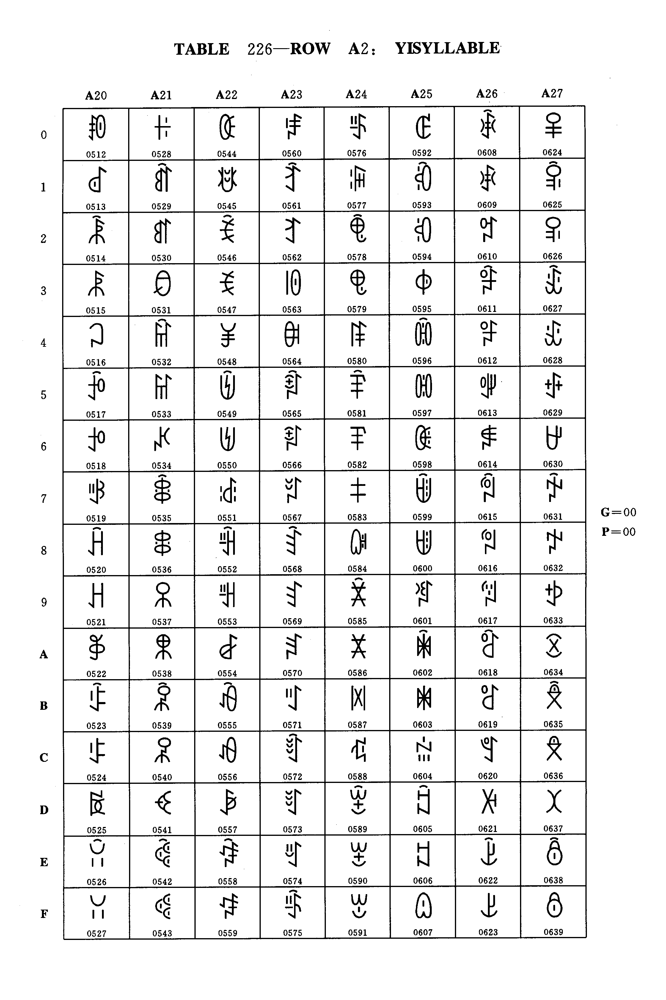 TABLE 226—ROW A2: YISYLLABLE
A20 A21 A22 A23 A24 A25 A26 A27
0 ꈁ ꈑ ꈡ ꈱ ꉁ ꉑ ꉡ ꉱ
0512 0528 0544 0560 0576 0592 0608 0624
1 ꈂ ꈒ ꈢ ꈲ ꉂ ꉒ ꉢ ꉲ
0513 0529 0545 0561 0577 0593 0609 0625
2 ꈃ ꈓ ꈣ ꈳ ꉃ ꉓ ꉣ ꉳ
0514 0530 0546 0562 0578 0594 0610 0626
3 ꈄ ꈔ ꈤ ꈴ ꉄ ꉔ ꉤ ꉴ
0515 0531 0547 0563 0579 0595 0611 0627
4 ꈅ ꈕ ꈥ ꈵ ꉅ ꉕ ꉥ ꉵ
0516 0532 0548 0564 0580 0596 0612 0628
5 ꈆ ꈖ ꈦ ꈶ ꉆ ꉖ ꉦ ꉶ
0517 0533 0549 0565 0581 0597 0613 0629
6 ꈇ ꈗ ꈧ ꈷ ꉇ ꉗ ꉧ ꉷ
0518 0534 0550 0566 0582 0598 0614 0630
7 ꈈ ꈘ ꈨ ꈸ ꉈ ꉘ ꉨ ꉸ
0519 0535 0551 0567 0583 0599 0615 0631
G=00
P=00
8 ꈉ ꈙ ꈩ ꈹ ꉉ ꉙ ꉩ ꉹ
0520 0536 0552 0568 0584 0600 0616 0632
9 ꈊ ꈚ ꈪ ꈺ ꉊ ꉚ ꉪ ꉺ
0521 0537 0553 0569 0585 0601 0617 0633
A ꈋ ꈛ ꈫ ꈻ ꉋ ꉛ ꉫ ꉻ
0522 0538 0554 0570 0586 0602 0618 0634
B ꈌ ꈜ ꈬ ꈼ ꉌ ꉜ ꉬ ꉼ
0523 0539 0555 0571 0587 0603 0619 0635
C ꈍ ꈝ ꈭ ꈽ ꉍ ꉝ ꉭ ꉽ
0524 0540 0556 0572 0588 0604 0620 0636
D ꈎ ꈞ ꈮ ꈾ ꉎ ꉞ ꉮ ꉾ
0525 0541 0557 0573 0589 0605 0621 0637
E ꈏ ꈟ ꈯ ꈿ ꉏ ꉟ ꉯ ꉿ
0526 0542 0558 0574 0590 0606 0622 0638
F ꈐ ꈠ ꈰ ꉀ ꉐ ꉠ ꉰ ꊀ
0527 0543 0559 0575 0591 0607 0623 0639